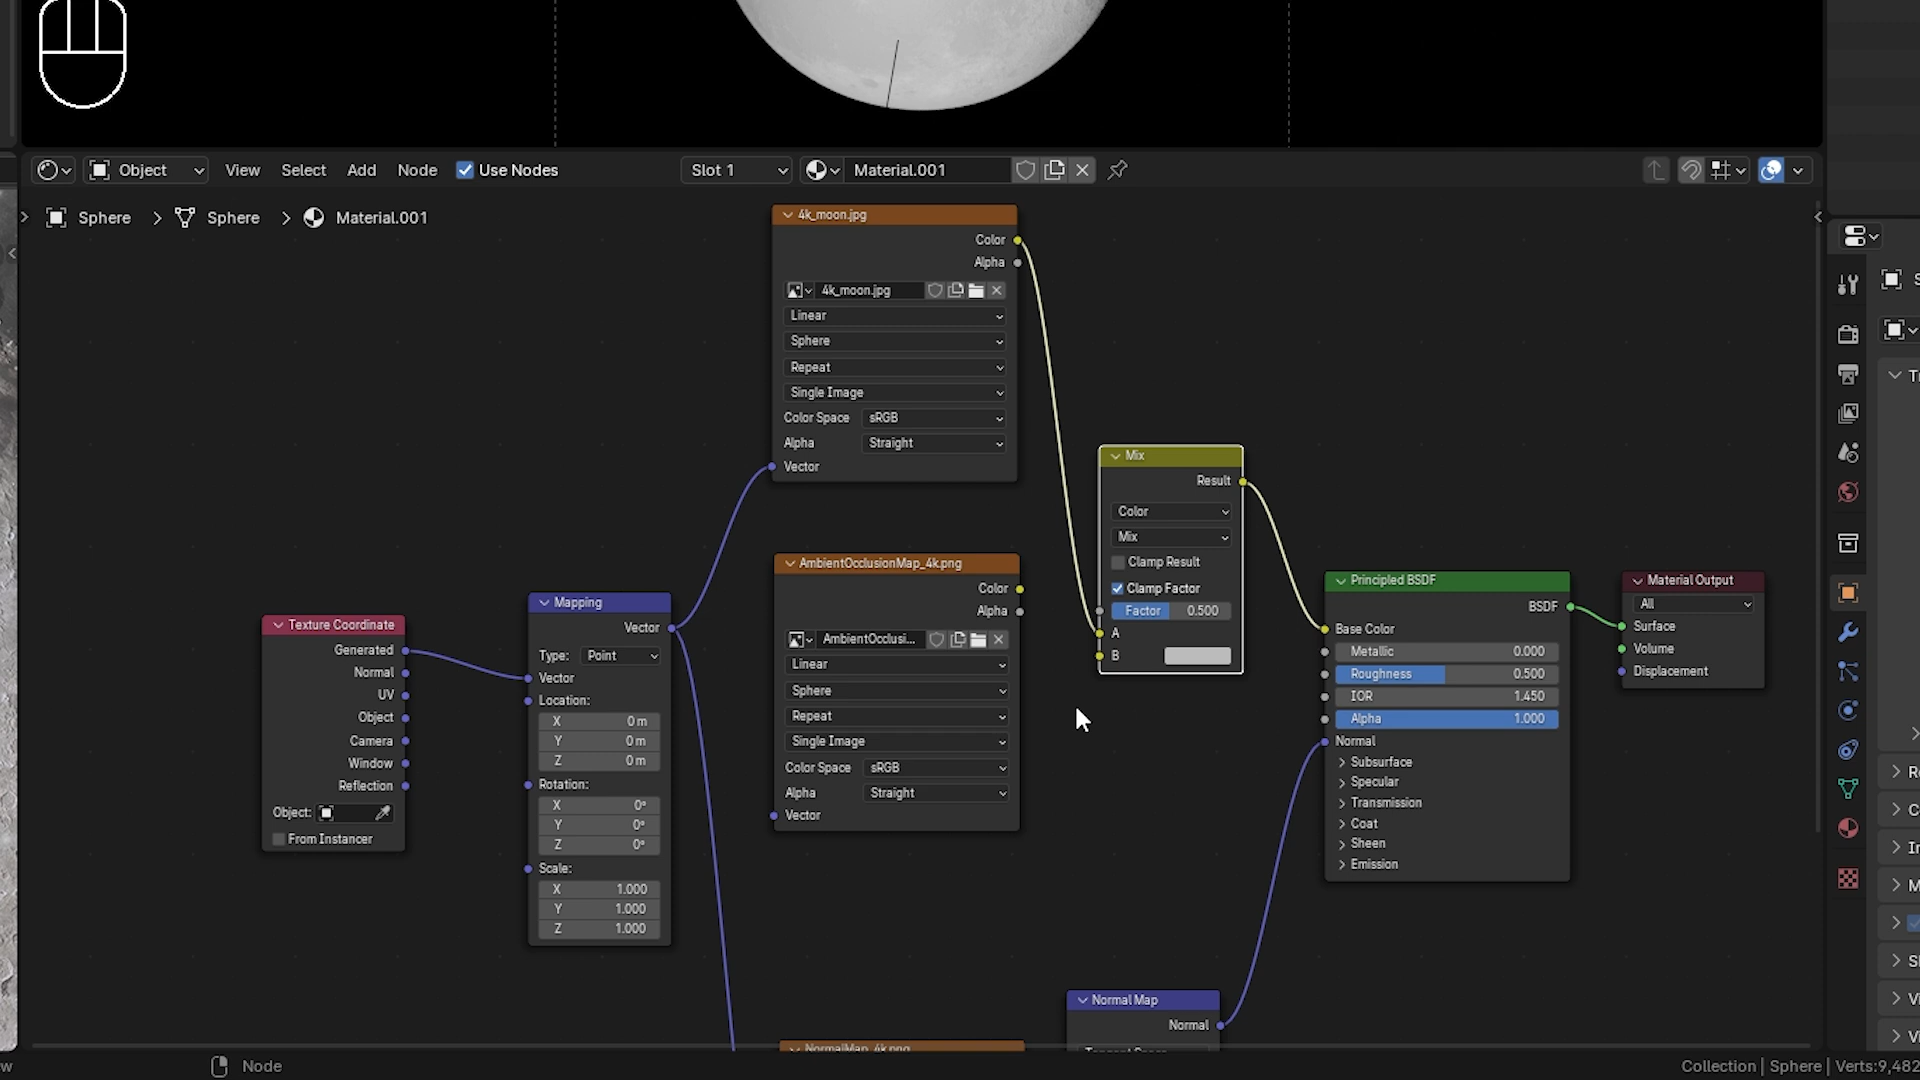 Object View Select Add Node Use Nodes Slot 1 Material.001
Sphere > Sphere > Material.001
4k_moon.jpg
Color
Alpha
4k_moon.jpg
Linear
Sphere
Repeat
Single Image
Color Space sRGB
Alpha Straight
Vector
AmbientOcclusionMap_4k.png
Color
Alpha
AmbientOcclusi...
Linear
Sphere
Repeat
Single Image
Color Space sRGB
Alpha Straight
Vector
Texture Coordinate
Generated
Normal
UV
Object
Camera
Window
Reflection
Object:
From Instancer
Mapping
Vector
Type: Point
Vector
Location:
X 0 m
Y 0 m
Z 0 m
Rotation:
X 0°
Y 0°
Z 0°
Scale:
X 1.000
Y 1.000
Z 1.000
Mix
Result
Color
Mix
Clamp Result
Clamp Factor
Factor 0.500
A
B
Principled BSDF
BSDF
Base Color
Metallic 0.000
Roughness 0.500
IOR 1.450
Alpha 1.000
Normal
Subsurface
Specular
Transmission
Coat
Sheen
Emission
Material Output
All
Surface
Volume
Displacement
Normal Map
Normal
NormalMap_4k.png
Node
Collection | Sphere | Verts:9,482